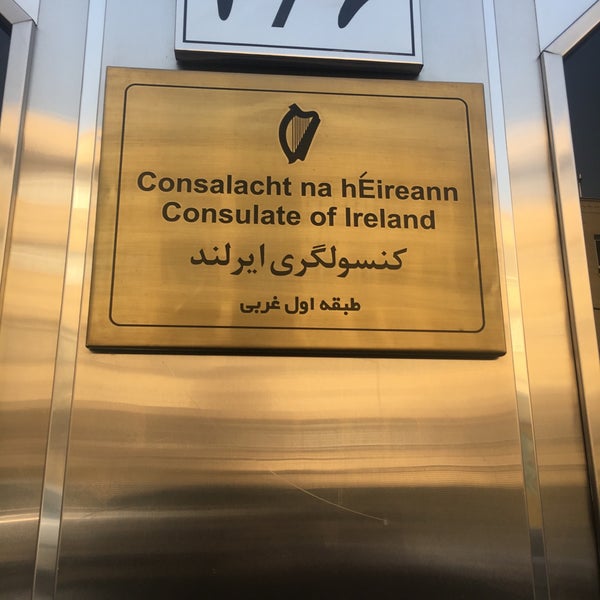 Consalacht na hÉireann
Consulate of Ireland
کنسولگری ایرلند
طبقه اول غربی